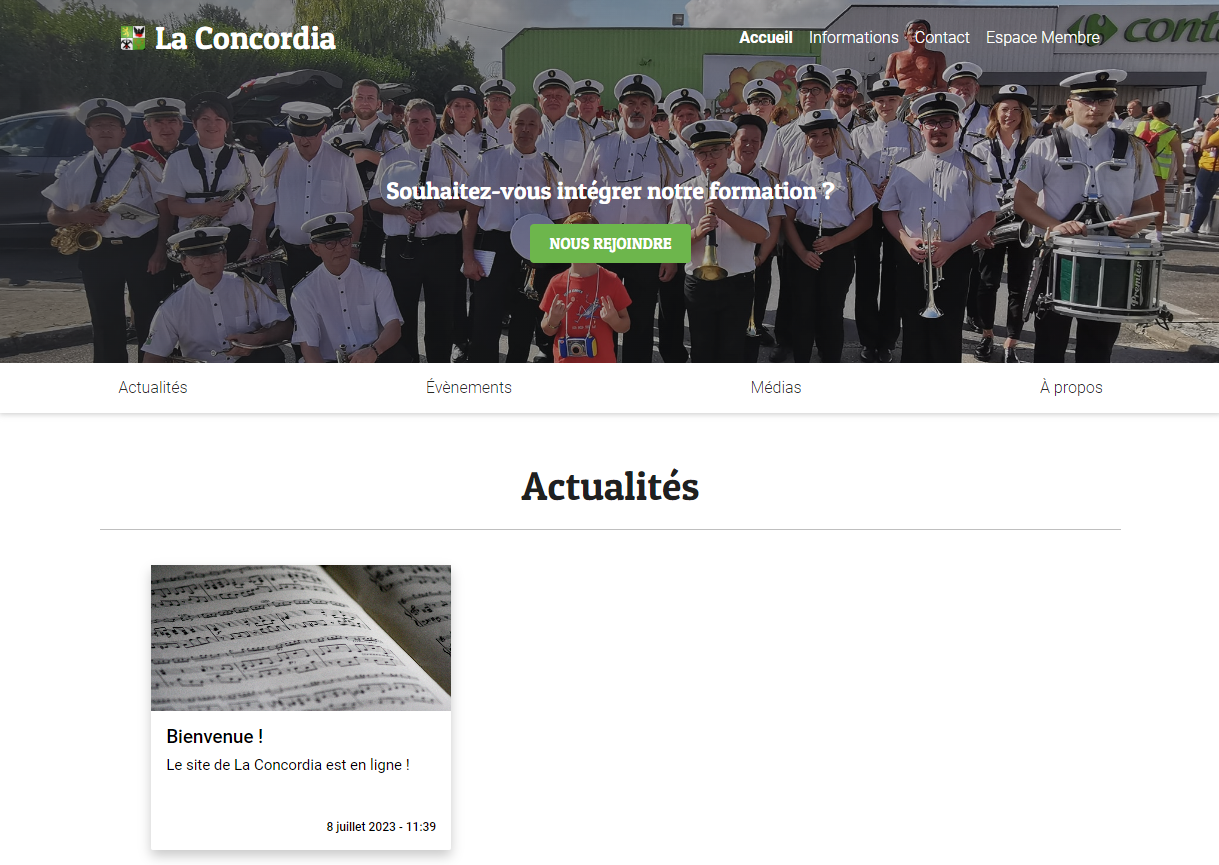 La Concordia
Accueil Informations Contact Espace Membre
Souhaitez-vous intégrer notre formation ?
NOUS REJOINDRE
Premier
Actualités Évènements Médias À propos
Actualités
Bienvenue !
Le site de La Concordia est en ligne !
8 juillet 2023 - 11:39